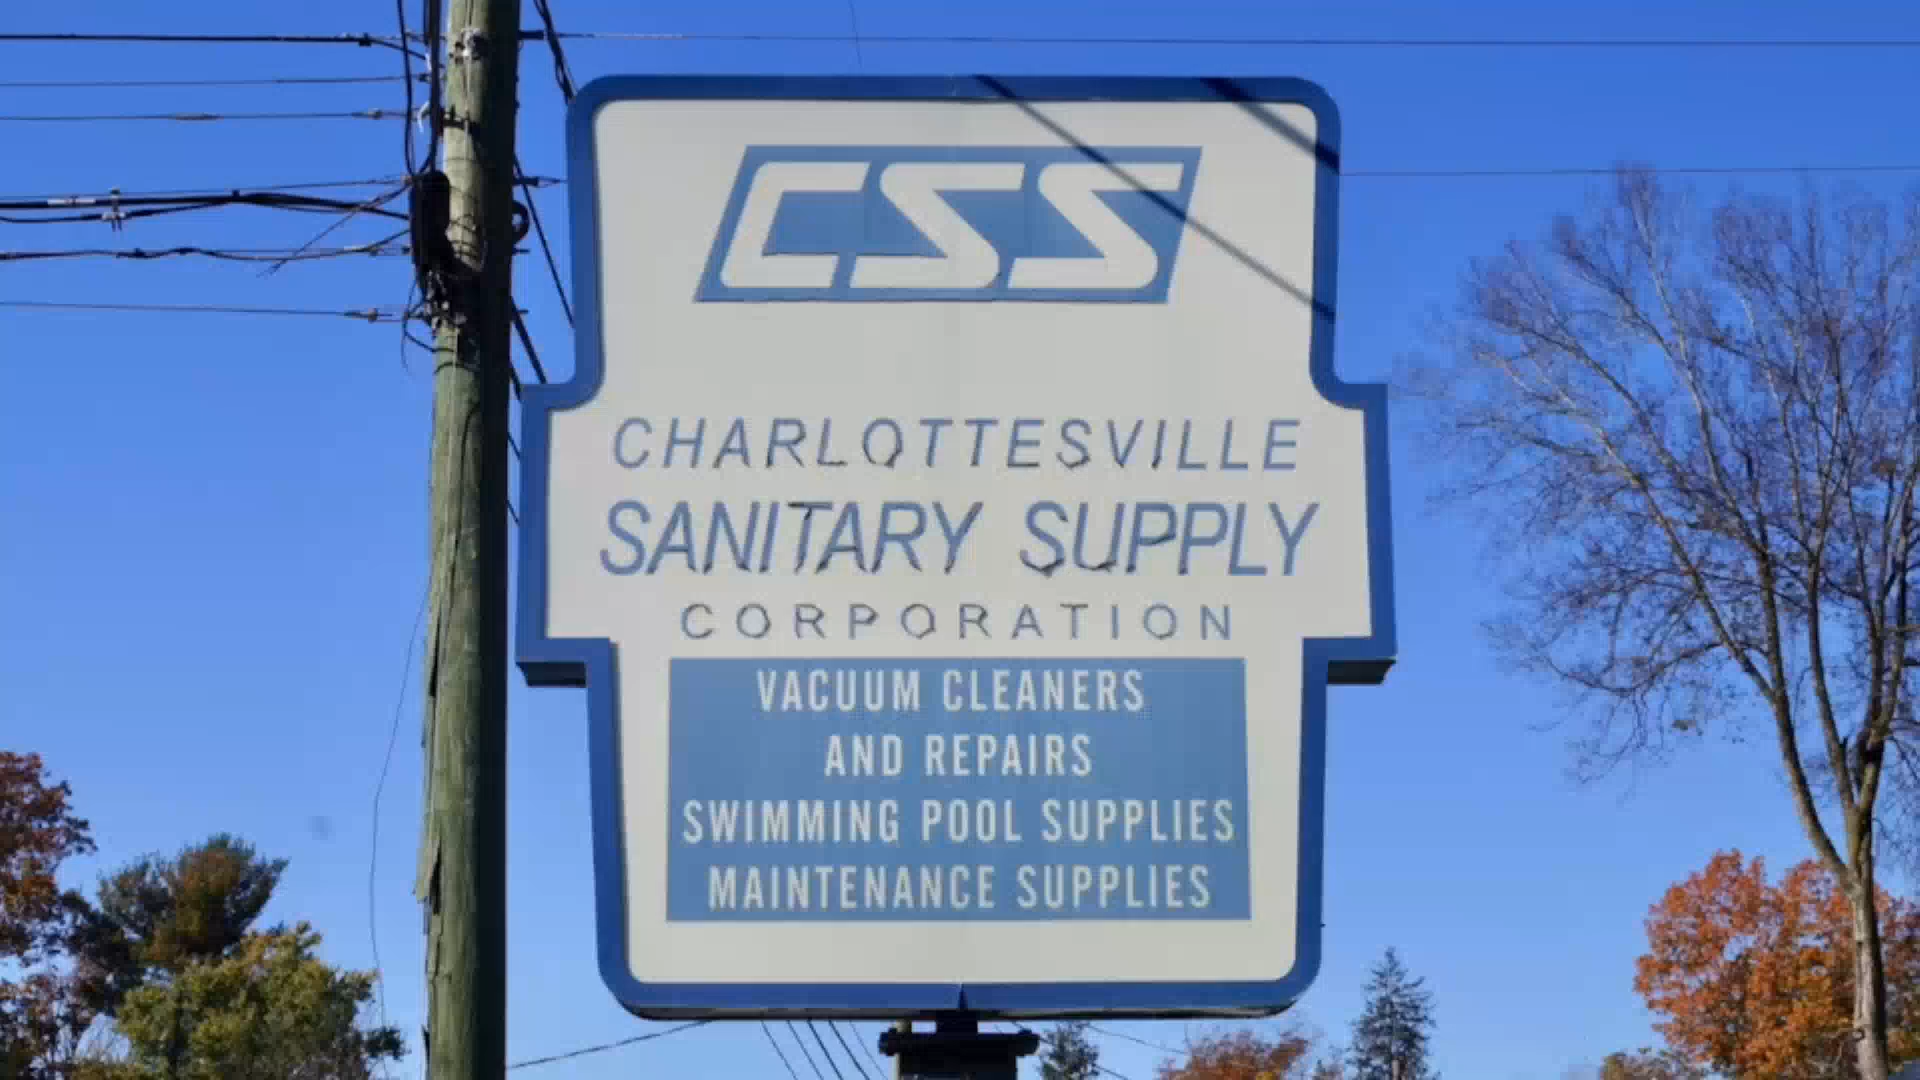 CSS
CHARLOTTESVILLE
SANITARY SUPPLY
CORPORATION
VACUUM CLEANERS
AND REPAIRS
SWIMMING POOL SUPPLIES
MAINTENANCE SUPPLIES